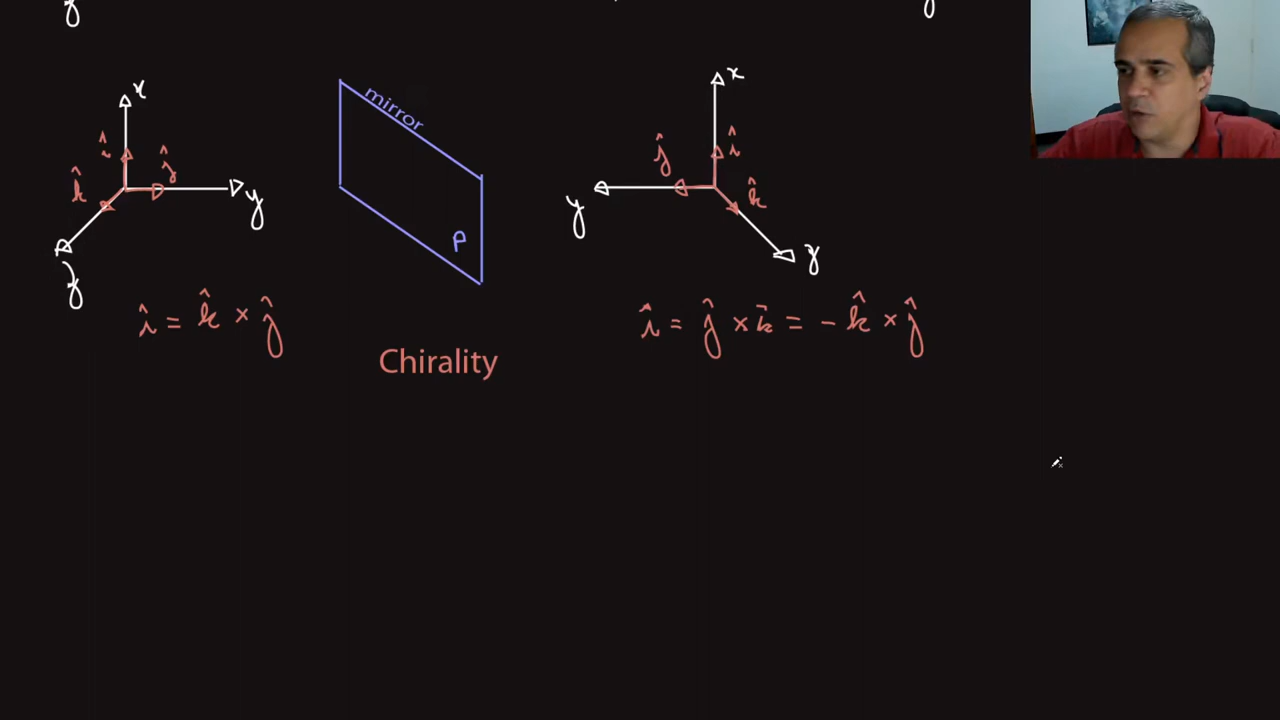 x
î
ĵ
k̂
y
z
mirror
P
x
î
ĵ
k̂
y
z
î = k̂ × ĵ
î = ĵ × k̂ = - k̂ × ĵ
Chirality